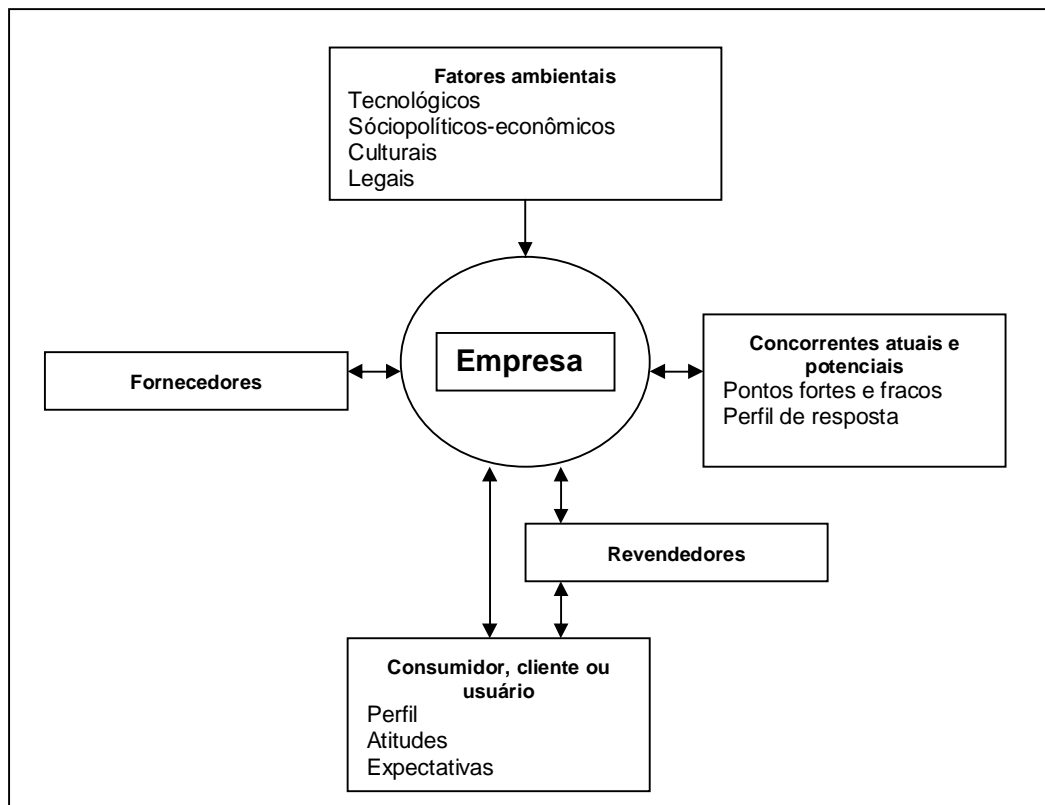 Fatores ambientais
Tecnológicos
Sóciopolíticos-econômicos
Culturais
Legais
Empresa
Fornecedores
Concorrentes atuais e
potenciais
Pontos fortes e fracos
Perfil de resposta
Revendedores
Consumidor, cliente ou
usuário
Perfil
Atitudes
Expectativas